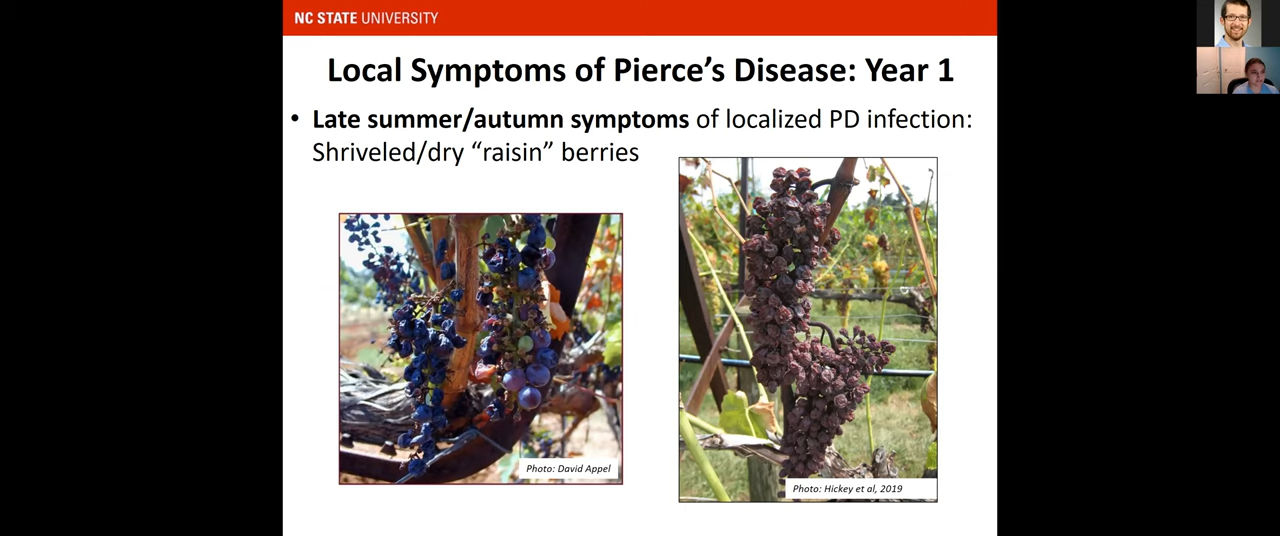 NC STATE UNIVERSITY
Local Symptoms of Pierce's Disease: Year 1
• Late summer/autumn symptoms of localized PD infection:
Shriveled/dry “raisin” berries
Photo: David Appel
Photo: Hickey et al, 2019